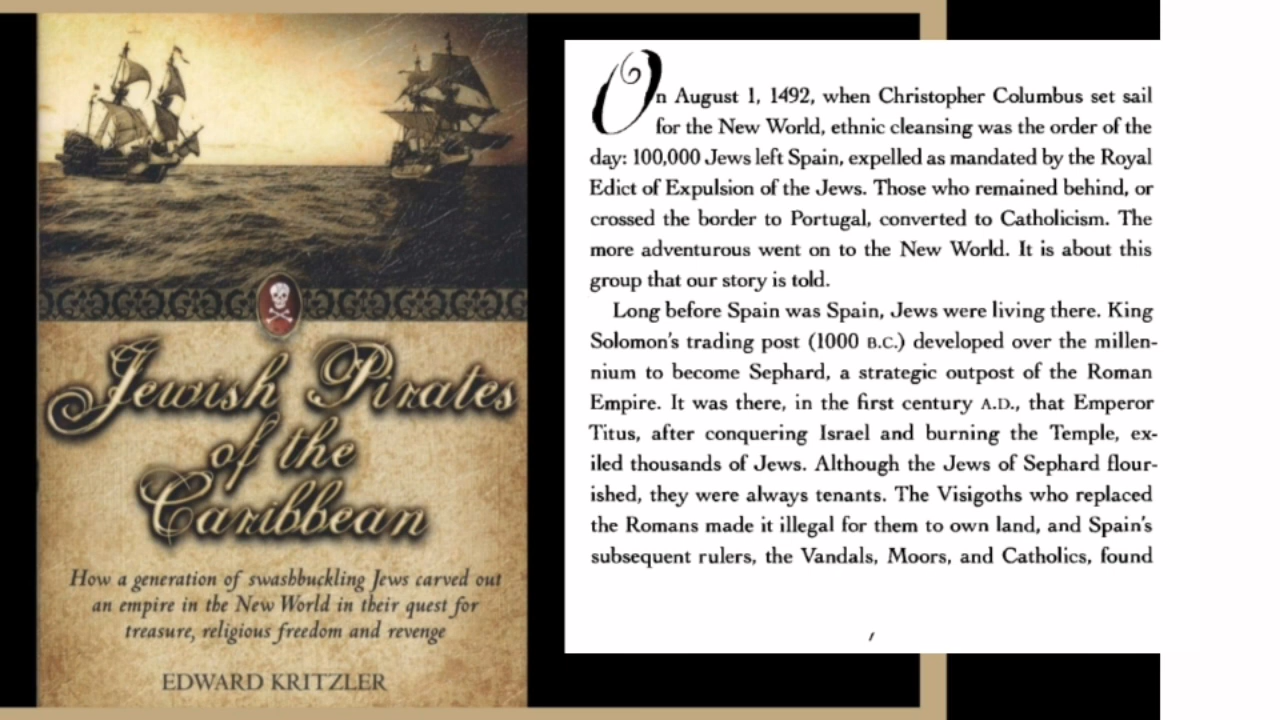 Jewish Pirates
of the
Caribbean
How a generation of swashbuckling Jews carved out
an empire in the New World in their quest for
treasure, religious freedom and revenge
EDWARD KRITZLER
On August 1, 1492, when Christopher Columbus set sail
for the New World, ethnic cleansing was the order of the
day: 100,000 Jews left Spain, expelled as mandated by the Royal
Edict of Expulsion of the Jews. Those who remained behind, or
crossed the border to Portugal, converted to Catholicism. The
more adventurous went on to the New World. It is about this
group that our story is told.
Long before Spain was Spain, Jews were living there. King
Solomon's trading post (1000 B.C.) developed over the millen-
nium to become Sephard, a strategic outpost of the Roman
Empire. It was there, in the first century A.D., that Emperor
Titus, after conquering Israel and burning the Temple, ex-
iled thousands of Jews. Although the Jews of Sephard flour-
ished, they were always tenants. The Visigoths who replaced
the Romans made it illegal for them to own land, and Spain's
subsequent rulers, the Vandals, Moors, and Catholics, found
1